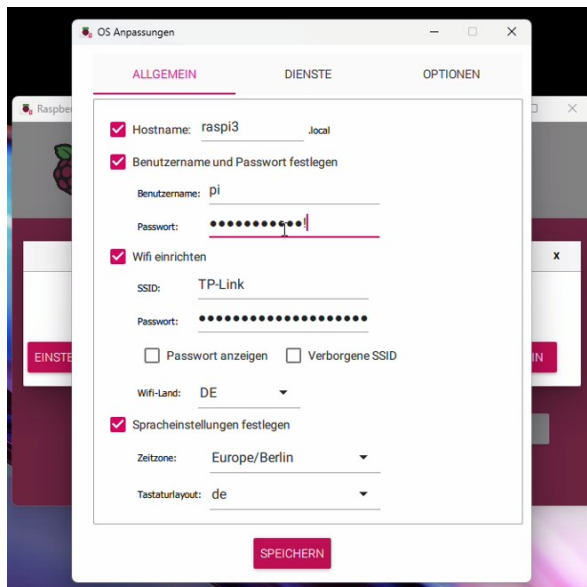 OS Anpassungen
ALLGEMEIN DIENSTE OPTIONEN
Raspber
Hostname: raspi3 .local
Benutzername und Passwort festlegen
Benutzername: pi
Passwort: •••••••••••!
x
Wifi einrichten
SSID: TP-Link
Passwort: ••••••••••••••••••••
EINSTE
IN
Passwort anzeigen Verborgene SSID
Wifi-Land: DE
Spracheinstellungen festlegen
Zeitzone: Europe/Berlin
Tastaturlayout: de
SPEICHERN